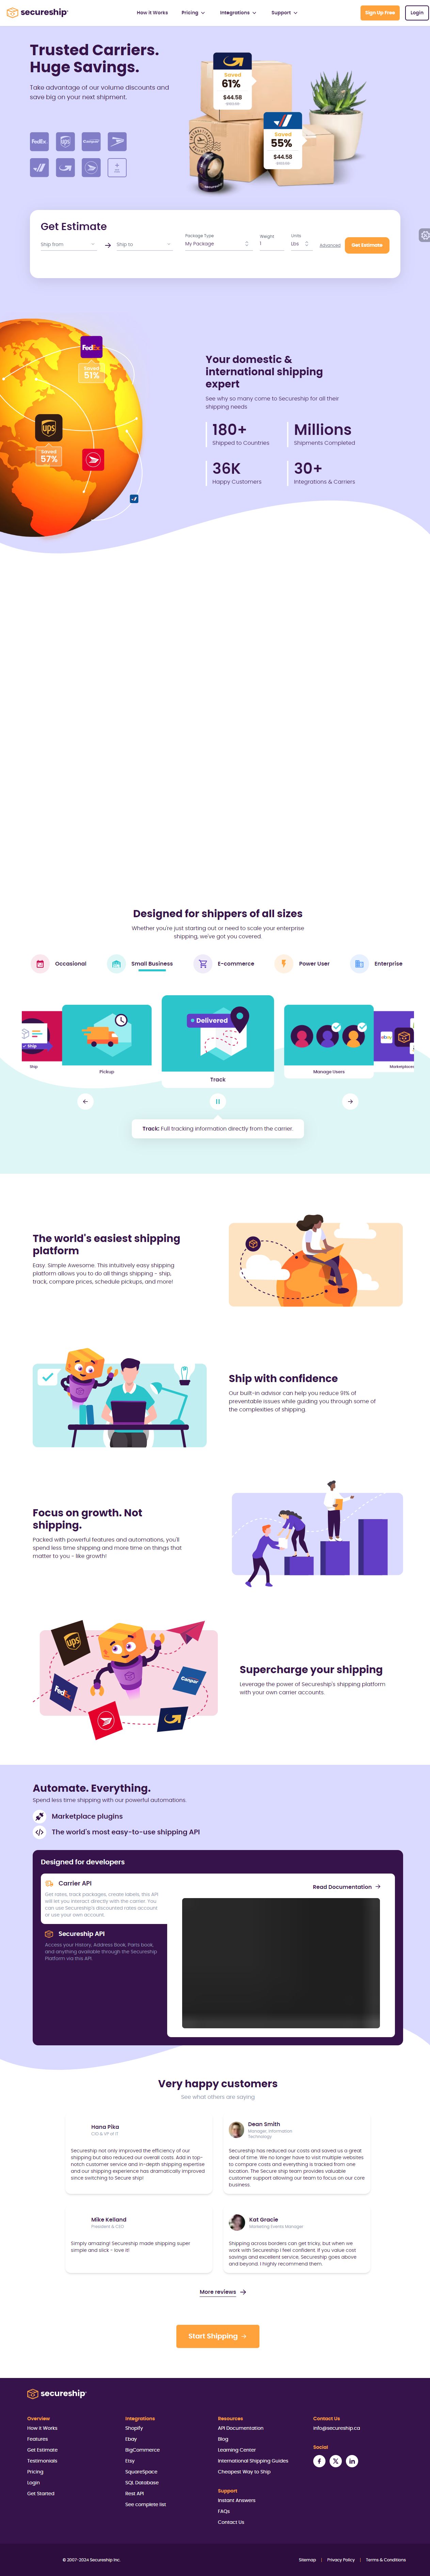 secureship
How it Works
Pricing
Integrations
Support
Sign Up Free
Login
Trusted Carriers.
Huge Savings.
Take advantage of our volume discounts and
save big on your next shipment.
FedEx
ups
Canpar
Saved
61%
$44.58
Saved
55%
$44.58
Get Estimate
Ship from
Ship to
Package Type
My Package
Weight
1
Units
Lbs
Advanced
Get Estimate
FedEx
Saved
51%
ups
Saved
57%
Your domestic &
international shipping
expert
See why so many come to Secureship for all their
shipping needs
180+
Shipped to Countries
Millions
Shipments Completed
36K
Happy Customers
30+
Integrations & Carriers
Designed for shippers of all sizes
Whether you're just starting out or need to scale your enterprise
shipping, we've got you covered.
Occasional
Small Business
E-commerce
Power User
Enterprise
Ship
Ship
Pickup
Delivered
Track
Manage Users
ebay
Marketplaces
Track: Full tracking information directly from the carrier.
The world's easiest shipping
platform
Easy. Simple. Awesome. This intuitively easy shipping
platform allows you to do all things shipping - ship,
track, compare prices, schedule pickups, and more!
Ship with confidence
Our built-in advisor can help you reduce 91% of
preventable issues while guiding you through some of
the complexities of shipping.
Focus on growth. Not
shipping.
Packed with powerful features and automations, you'll
spend less time shipping and more time on things that
matter to you - like growth!
ups
FedEx
Canpar
Supercharge your shipping
Leverage the power of Secureship's shipping platform
with your own carrier accounts.
Automate. Everything.
Spend less time shipping with our powerful automations.
Marketplace plugins
The world's most easy-to-use shipping API
Designed for developers
Carrier API
Get rates, track packages, create labels, this API
will let you interact directly with the carrier. You
can use Secureship's discounted rates account
or use your own account.
Secureship API
Access your History, Address Book, Parts book,
and anything available through the Secureship
Platform via this API.
Read Documentation
Very happy customers
See what others are saying
Hana Pika
CIO & VP of IT
Secureship not only improved the efficiency of our
shipping but also reduced our overall costs. Add in top-
notch customer service and in-depth shipping expertise
and our shipping experience has dramatically improved
since switching to Secure ship!
Dean Smith
Manager, Information
Technology
Secureship has reduced our costs and saved us a great
deal of time. We no longer have to visit multiple websites
to compare costs and everything is tracked from one
location. The Secure ship team provides valuable
customer support allowing our team to focus on our core
business.
Mike Kelland
President & CEO
Simply amazing! Secureship made shipping super
simple and slick - love it!
Kat Gracie
Marketing Events Manager
Shipping across borders can get tricky, but when we
work with Secureship I feel confident. If you value cost
savings and excellent service, Secureship goes above
and beyond. I highly recommend them.
More reviews
Start Shipping
secureship
Overview
How it Works
Features
Get Estimate
Testimonials
Pricing
Login
Get Started
Integrations
Shopify
Ebay
BigCommerce
Etsy
SquareSpace
SQL Database
Rest API
See complete list
Resources
API Documentation
Blog
Learning Center
International Shipping Guides
Cheapest Way to Ship
Support
Instant Answers
FAQs
Contact Us
Contact Us
info@secureship.ca
Social
© 2007-2024 Secureship Inc.
Sitemap | Privacy Policy | Terms & Conditions